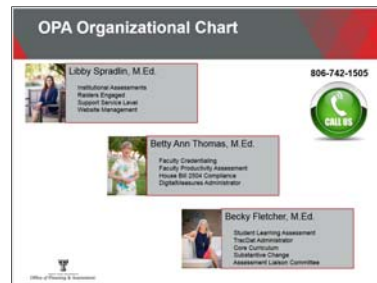 OPA Organizational Chart
Libby Spradlin, M.Ed.
Institutional Assessments
Raiders Engaged
Support Service Level
Website Management
806-742-1505
CALL US
Betty Ann Thomas, M.Ed.
Faculty Credentialing
Faculty Productivity Assessment
House Bill 2504 Compliance
DigitalMeasures Administrator
Becky Fletcher, M.Ed.
Student Learning Assessment
TracDat Administrator
Core Curriculum
Substantive Change
Assessment Liaison Committee
Office of Planning & Assessment